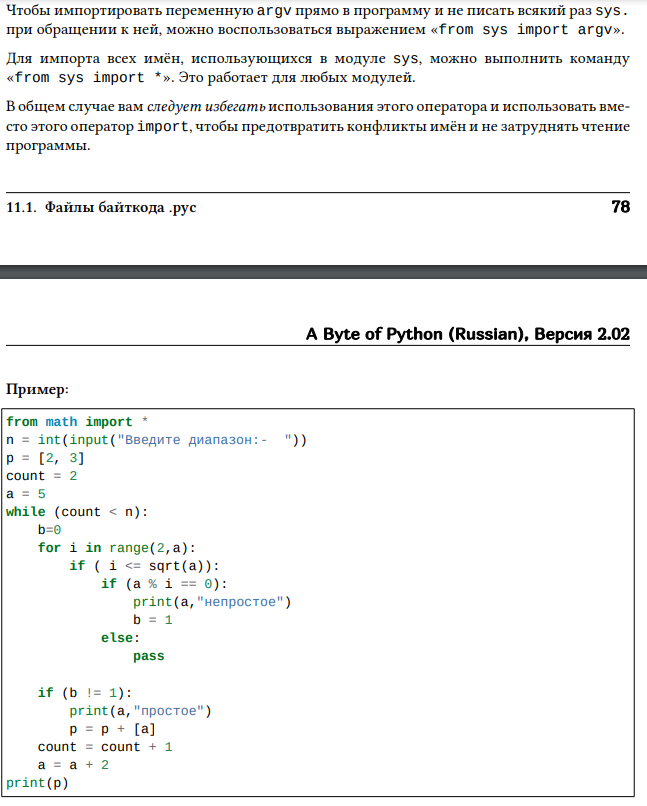 Чтобы импортировать переменную argv прямо в программу и не писать всякий раз sys.
при обращении к ней, можно воспользоваться выражением «from sys import argv».
Для импорта всех имён, использующихся в модуле sys, можно выполнить команду
«from sys import *». Это работает для любых модулей.
В общем случае вам следует избегать использования этого оператора и использовать вме-
сто этого оператор import, чтобы предотвратить конфликты имён и не затруднять чтение
программы.
11.1. Файлы байткода .pyc 78
A Byte of Python (Russian), Версия 2.02
Пример:
from math import *
n = int(input("Введите диапазон:-  "))
p = [2, 3]
count = 2
a = 5
while (count < n):
    b=0
    for i in range(2,a):
        if ( i <= sqrt(a)):
            if (a % i == 0):
                print(a,"непростое")
                b = 1
            else:
                pass
    if (b != 1):
        print(a,"простое")
        p = p + [a]
    count = count + 1
    a = a + 2
print(p)